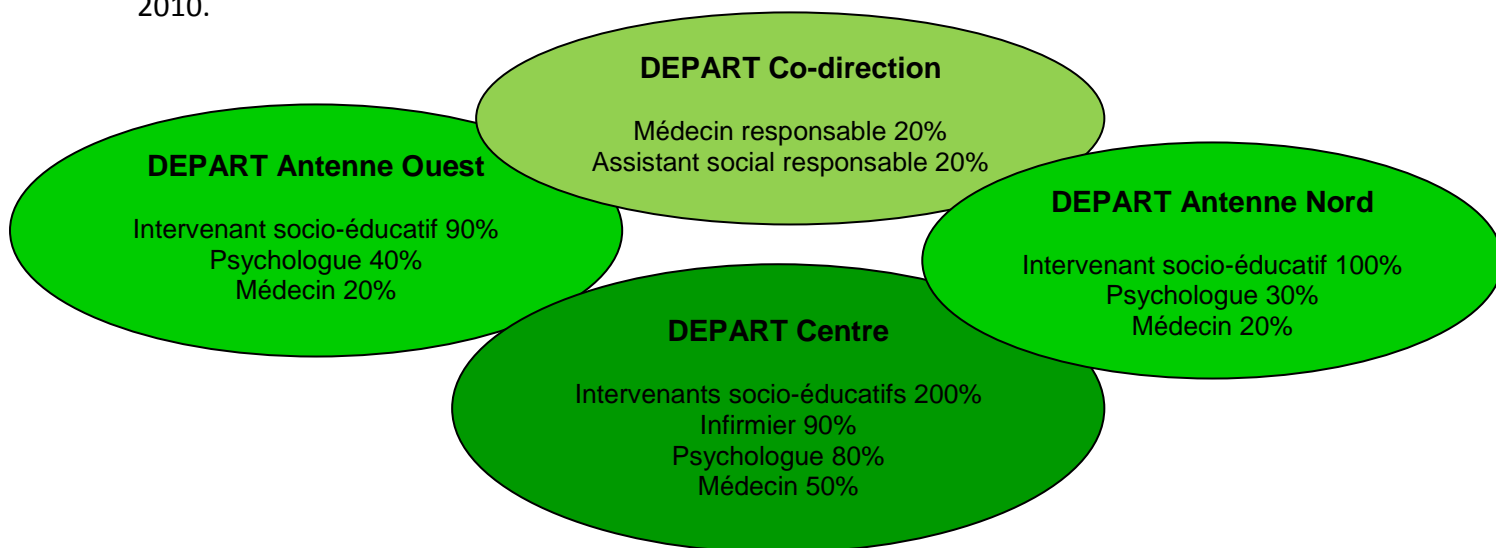 2010.
DEPART Co-direction
Médecin responsable 20%
Assistant social responsable 20%
DEPART Antenne Ouest
Intervenant socio-éducatif 90%
Psychologue 40%
Médecin 20%
DEPART Antenne Nord
Intervenant socio-éducatif 100%
Psychologue 30%
Médecin 20%
DEPART Centre
Intervenants socio-éducatifs 200%
Infirmier 90%
Psychologue 80%
Médecin 50%